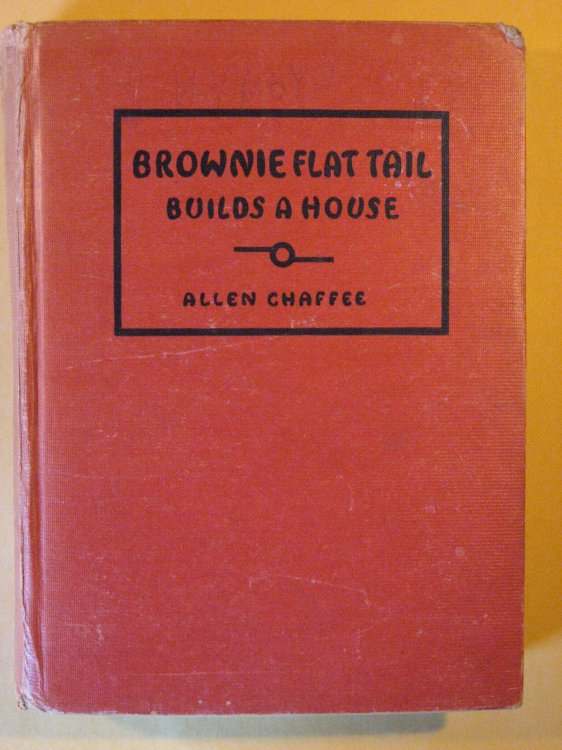 BROWNIE FLAT TAIL
BUILDS A HOUSE
ALLEN CHAFFEE